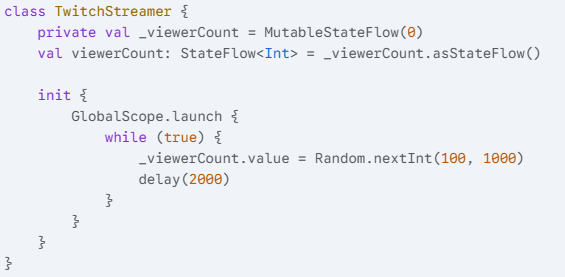 class TwitchStreamer {
    private val _viewerCount = MutableStateFlow(0)
    val viewerCount: StateFlow<Int> = _viewerCount.asStateFlow()

    init {
        GlobalScope.launch {
            while (true) {
                _viewerCount.value = Random.nextInt(100, 1000)
                delay(2000)
            }
        }
    }
}